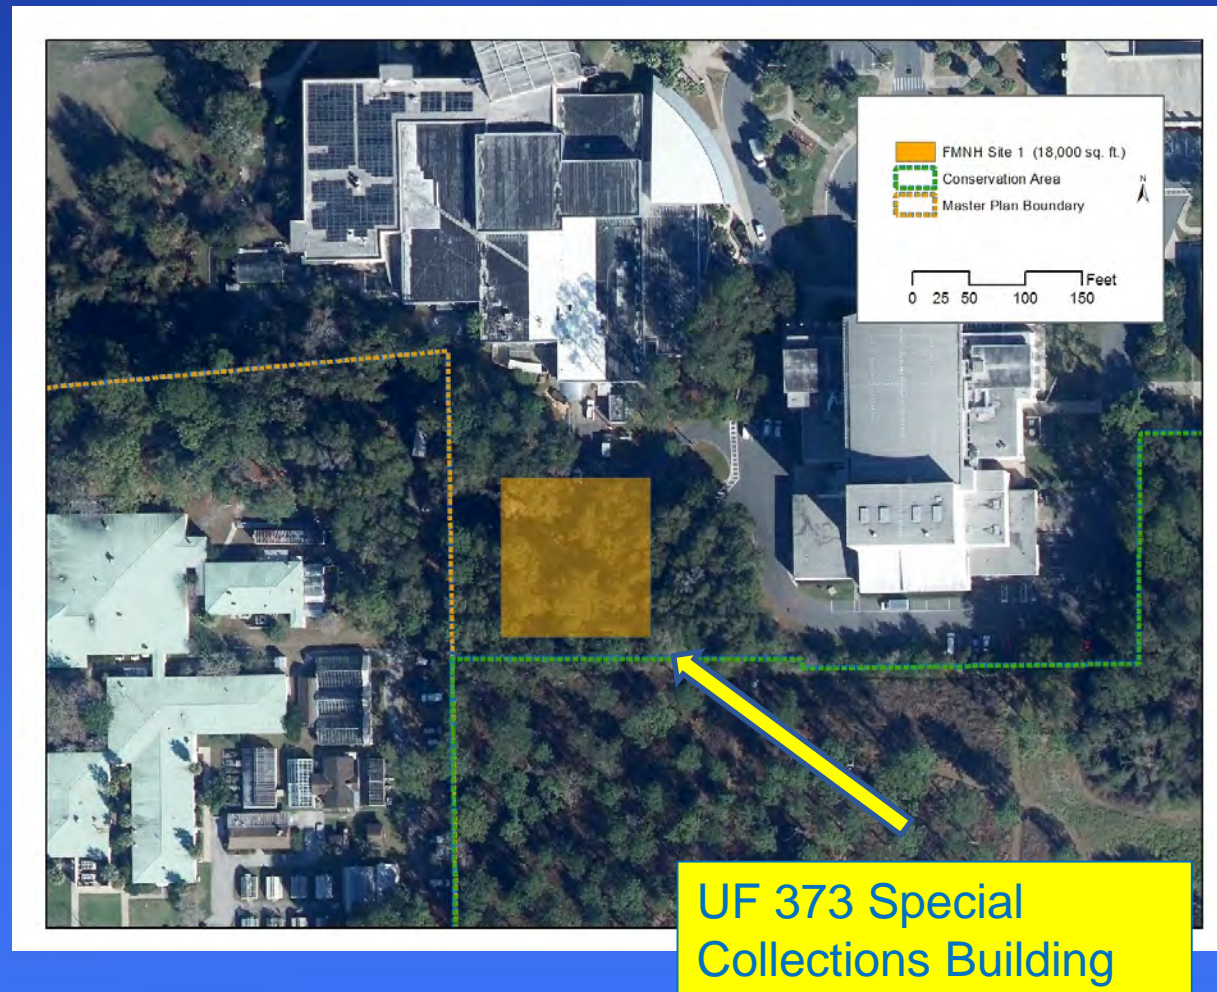 FMNH Site 1 (18,000 sq. ft.)
Conservation Area
Master Plan Boundary
N
Feet
0 25 50 100 150
UF 373 Special
Collections Building